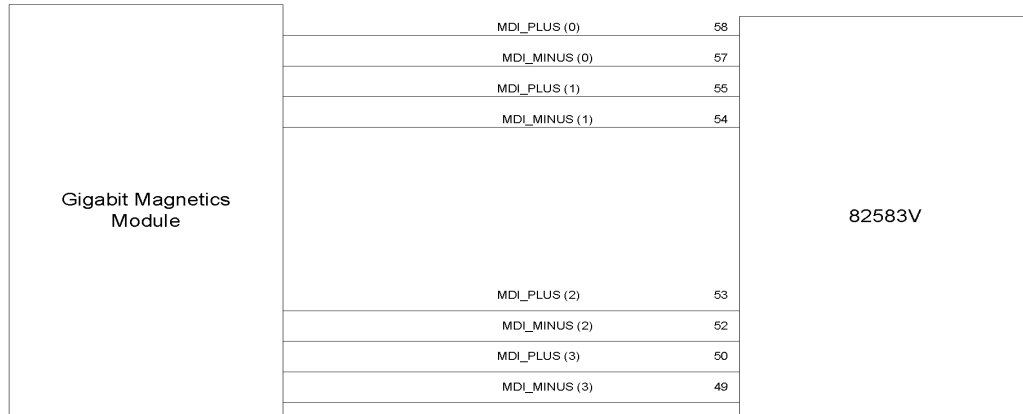 MDI_PLUS (0) 58
MDI_MINUS (0) 57
MDI_PLUS (1) 55
MDI_MINUS (1) 54
Gigabit Magnetics
Module
82583V
MDI_PLUS (2) 53
MDI_MINUS (2) 52
MDI_PLUS (3) 50
MDI_MINUS (3) 49